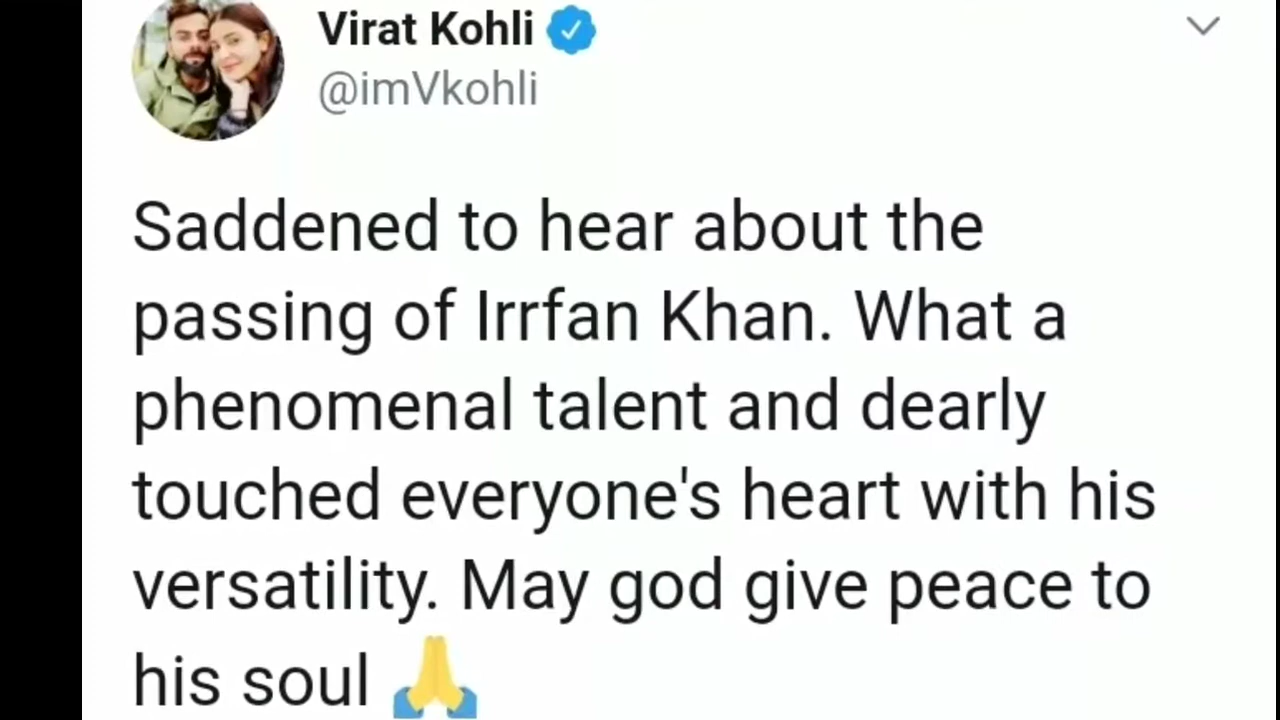 Virat Kohli
@imVkohli
Saddened to hear about the
passing of Irrfan Khan. What a
phenomenal talent and dearly
touched everyone's heart with his
versatility. May god give peace to
his soul 🙏